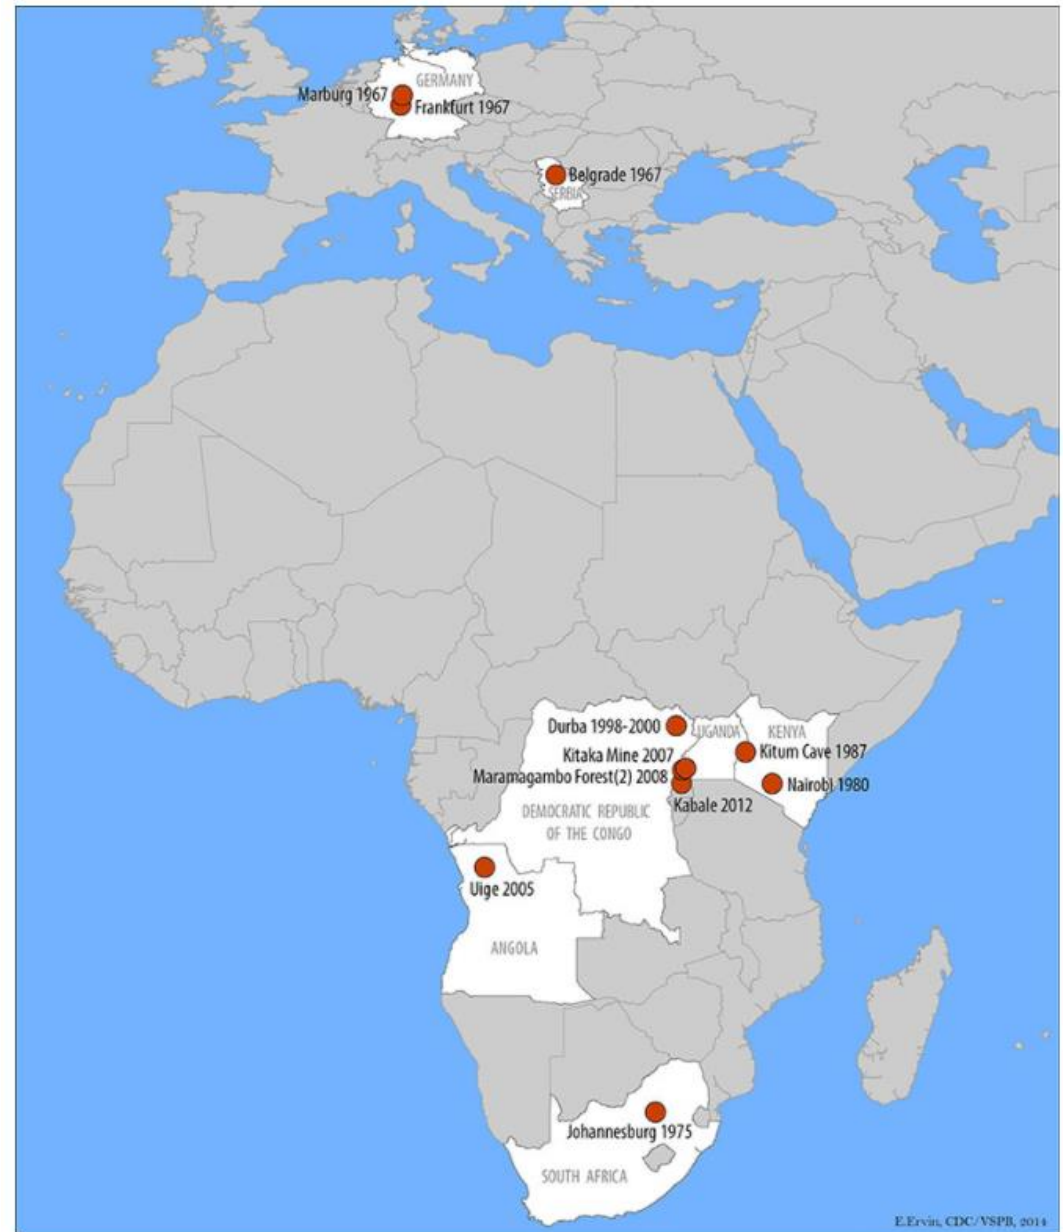 GERMANY
Marburg 1967
Frankfurt 1967
Belgrade 1967
SERBIA
Durba 1998-2000
UGANDA
KENYA
Kitaka Mine 2007
Kitum Cave 1987
Maramagambo Forest(2) 2008
Nairobi 1980
Kabale 2012
DEMOCRATIC REPUBLIC
OF THE CONGO
Uige 2005
ANGOLA
Johannesburg 1975
SOUTH AFRICA
E.Ervin, CDC/VSPB, 2014